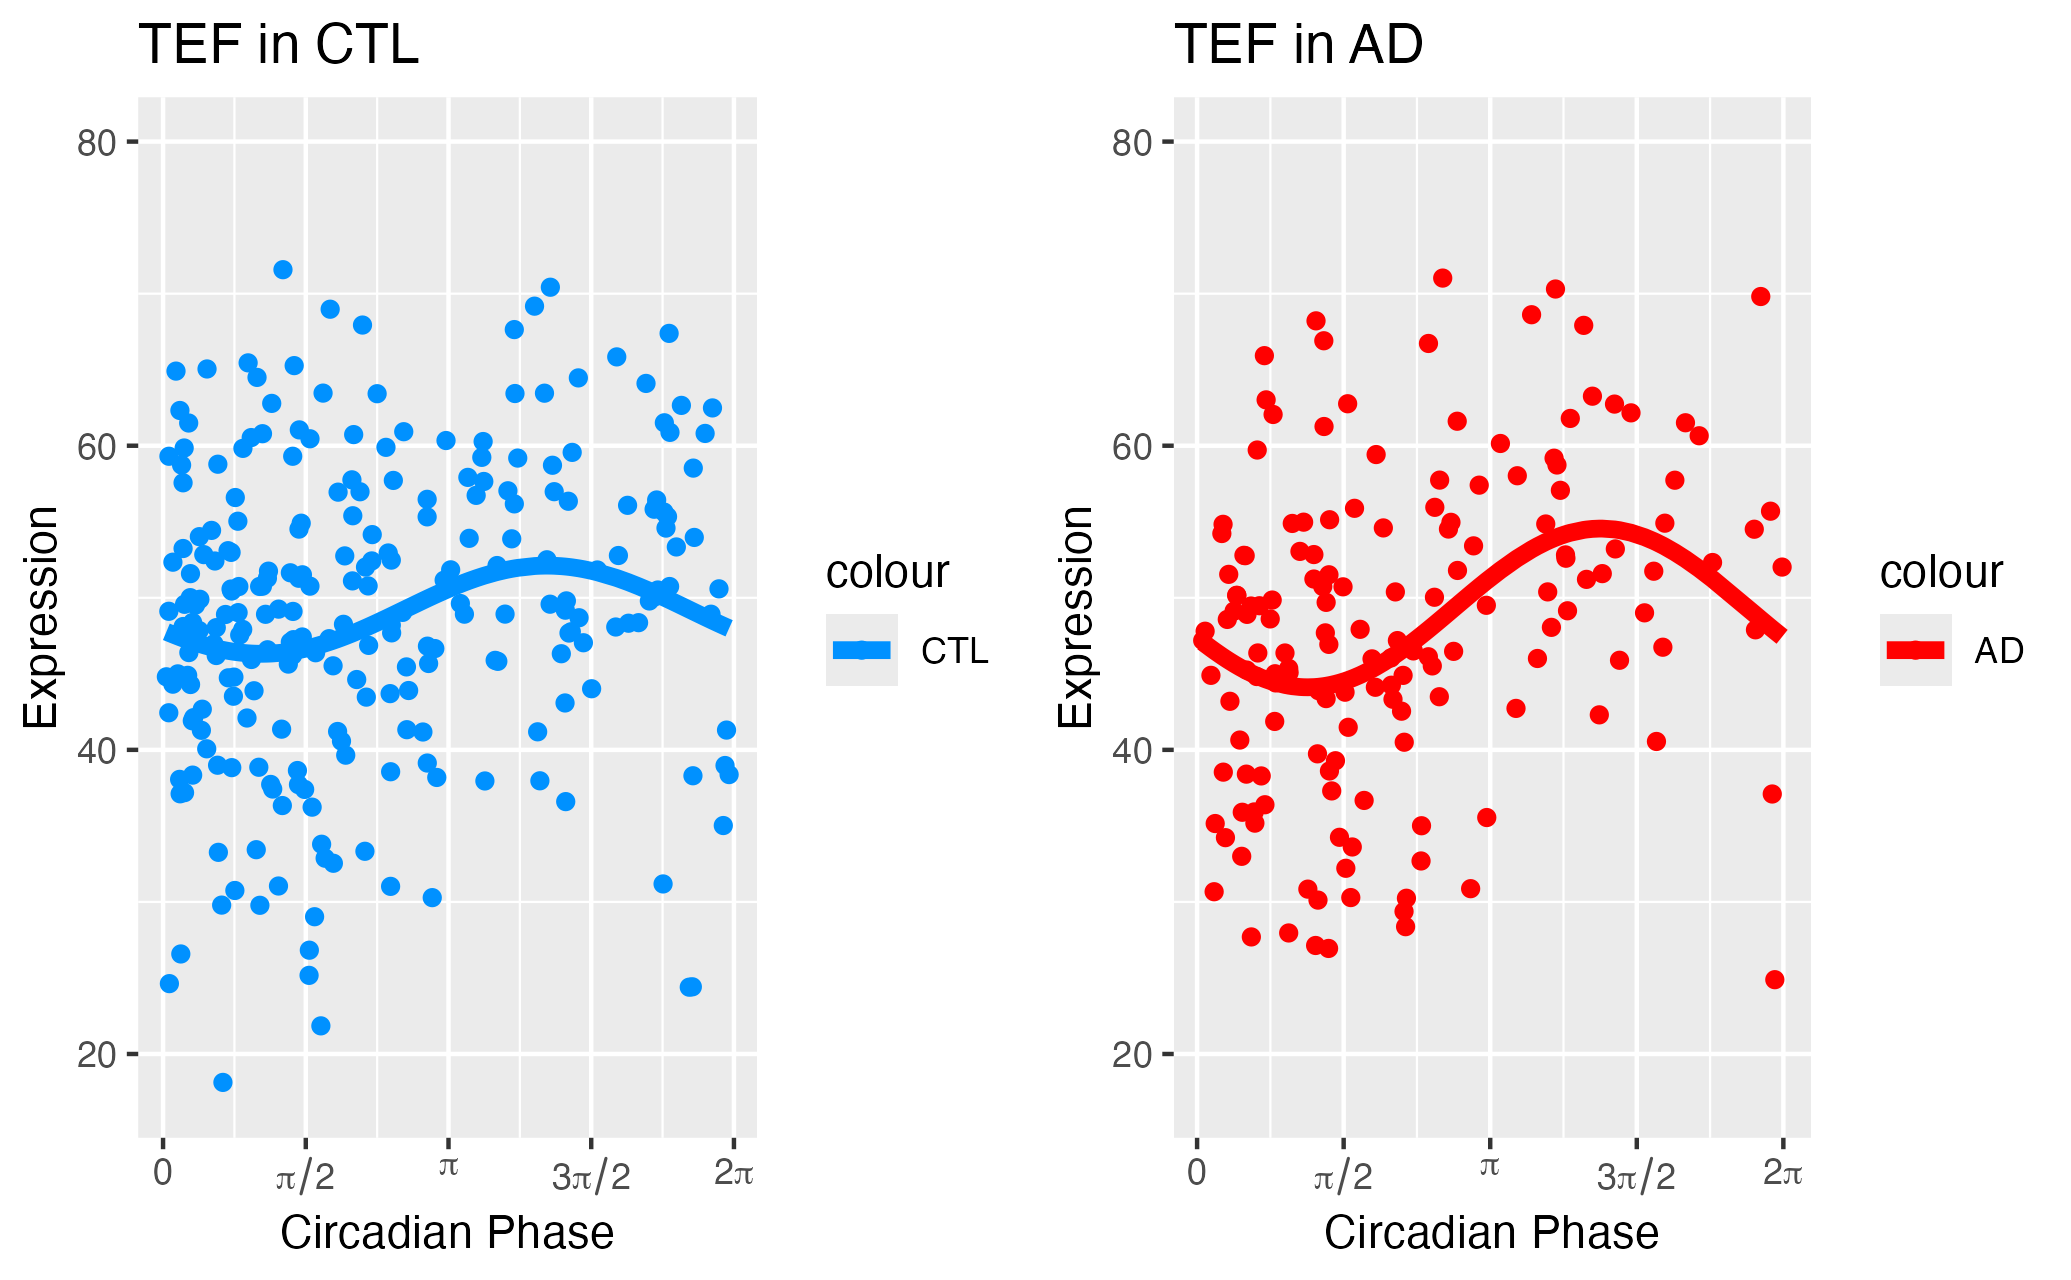 TEF in CTL
80
60
40
20
Expression
0
π/2
π
3π/2
2π
Circadian Phase
colour
CTL
TEF in AD
80
60
40
20
Expression
0
π/2
π
3π/2
2π
Circadian Phase
colour
AD